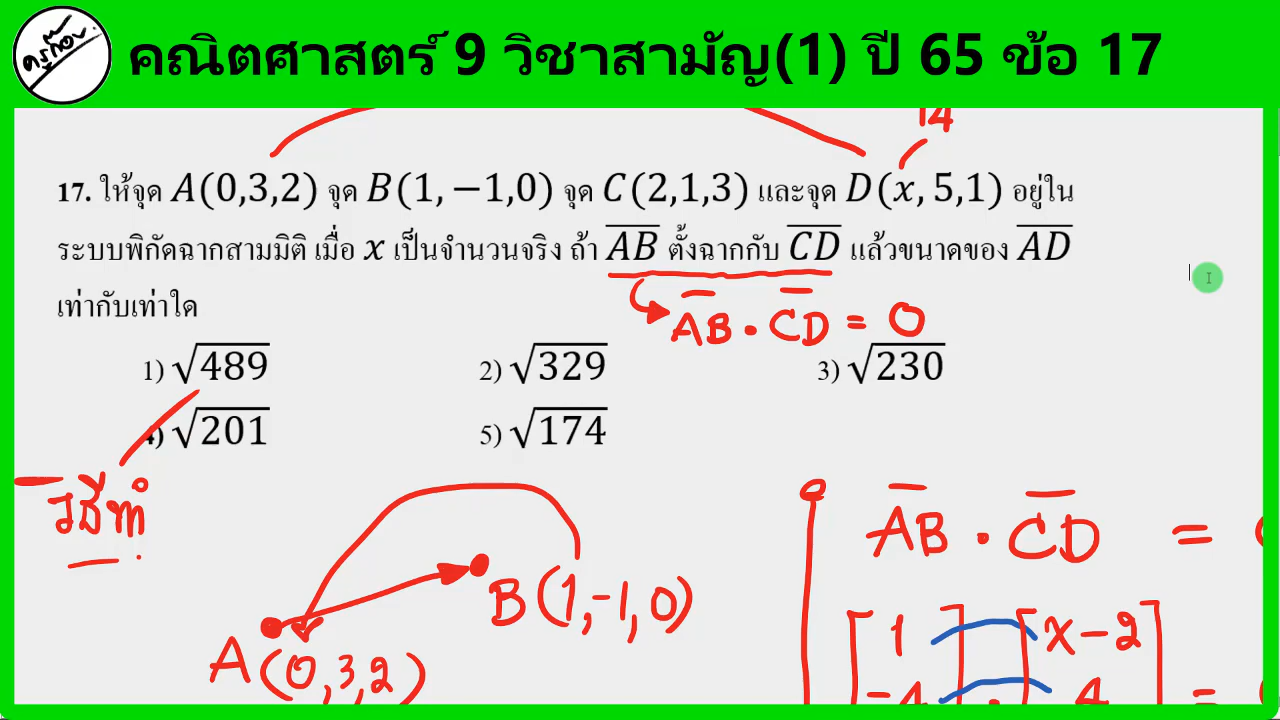 ครูก๊อบ
คณิตศาสตร์ 9 วิชาสามัญ(1) ปี 65 ข้อ 17
14
17. ให้จุด A(0,3,2) จุด B(1,−1,0) จุด C(2,1,3) และจุด D(x, 5,1) อยู่ใน
ระบบพิกัดฉากสามมิติ เมื่อ x เป็นจำนวนจริง ถ้า A̅B̅ ตั้งฉากกับ C̅D̅ แล้วขนาดของ A̅D̅
เท่ากับเท่าใด
A̅B̅ · C̅D̅ = 0
1) √489 2) √329 3) √230
4) √201 5) √174
วิธีทำ
A̅B̅ · C̅D̅ =
B(1,-1,0)
1 x-2
A(0,3,2)
-4 · 4 =